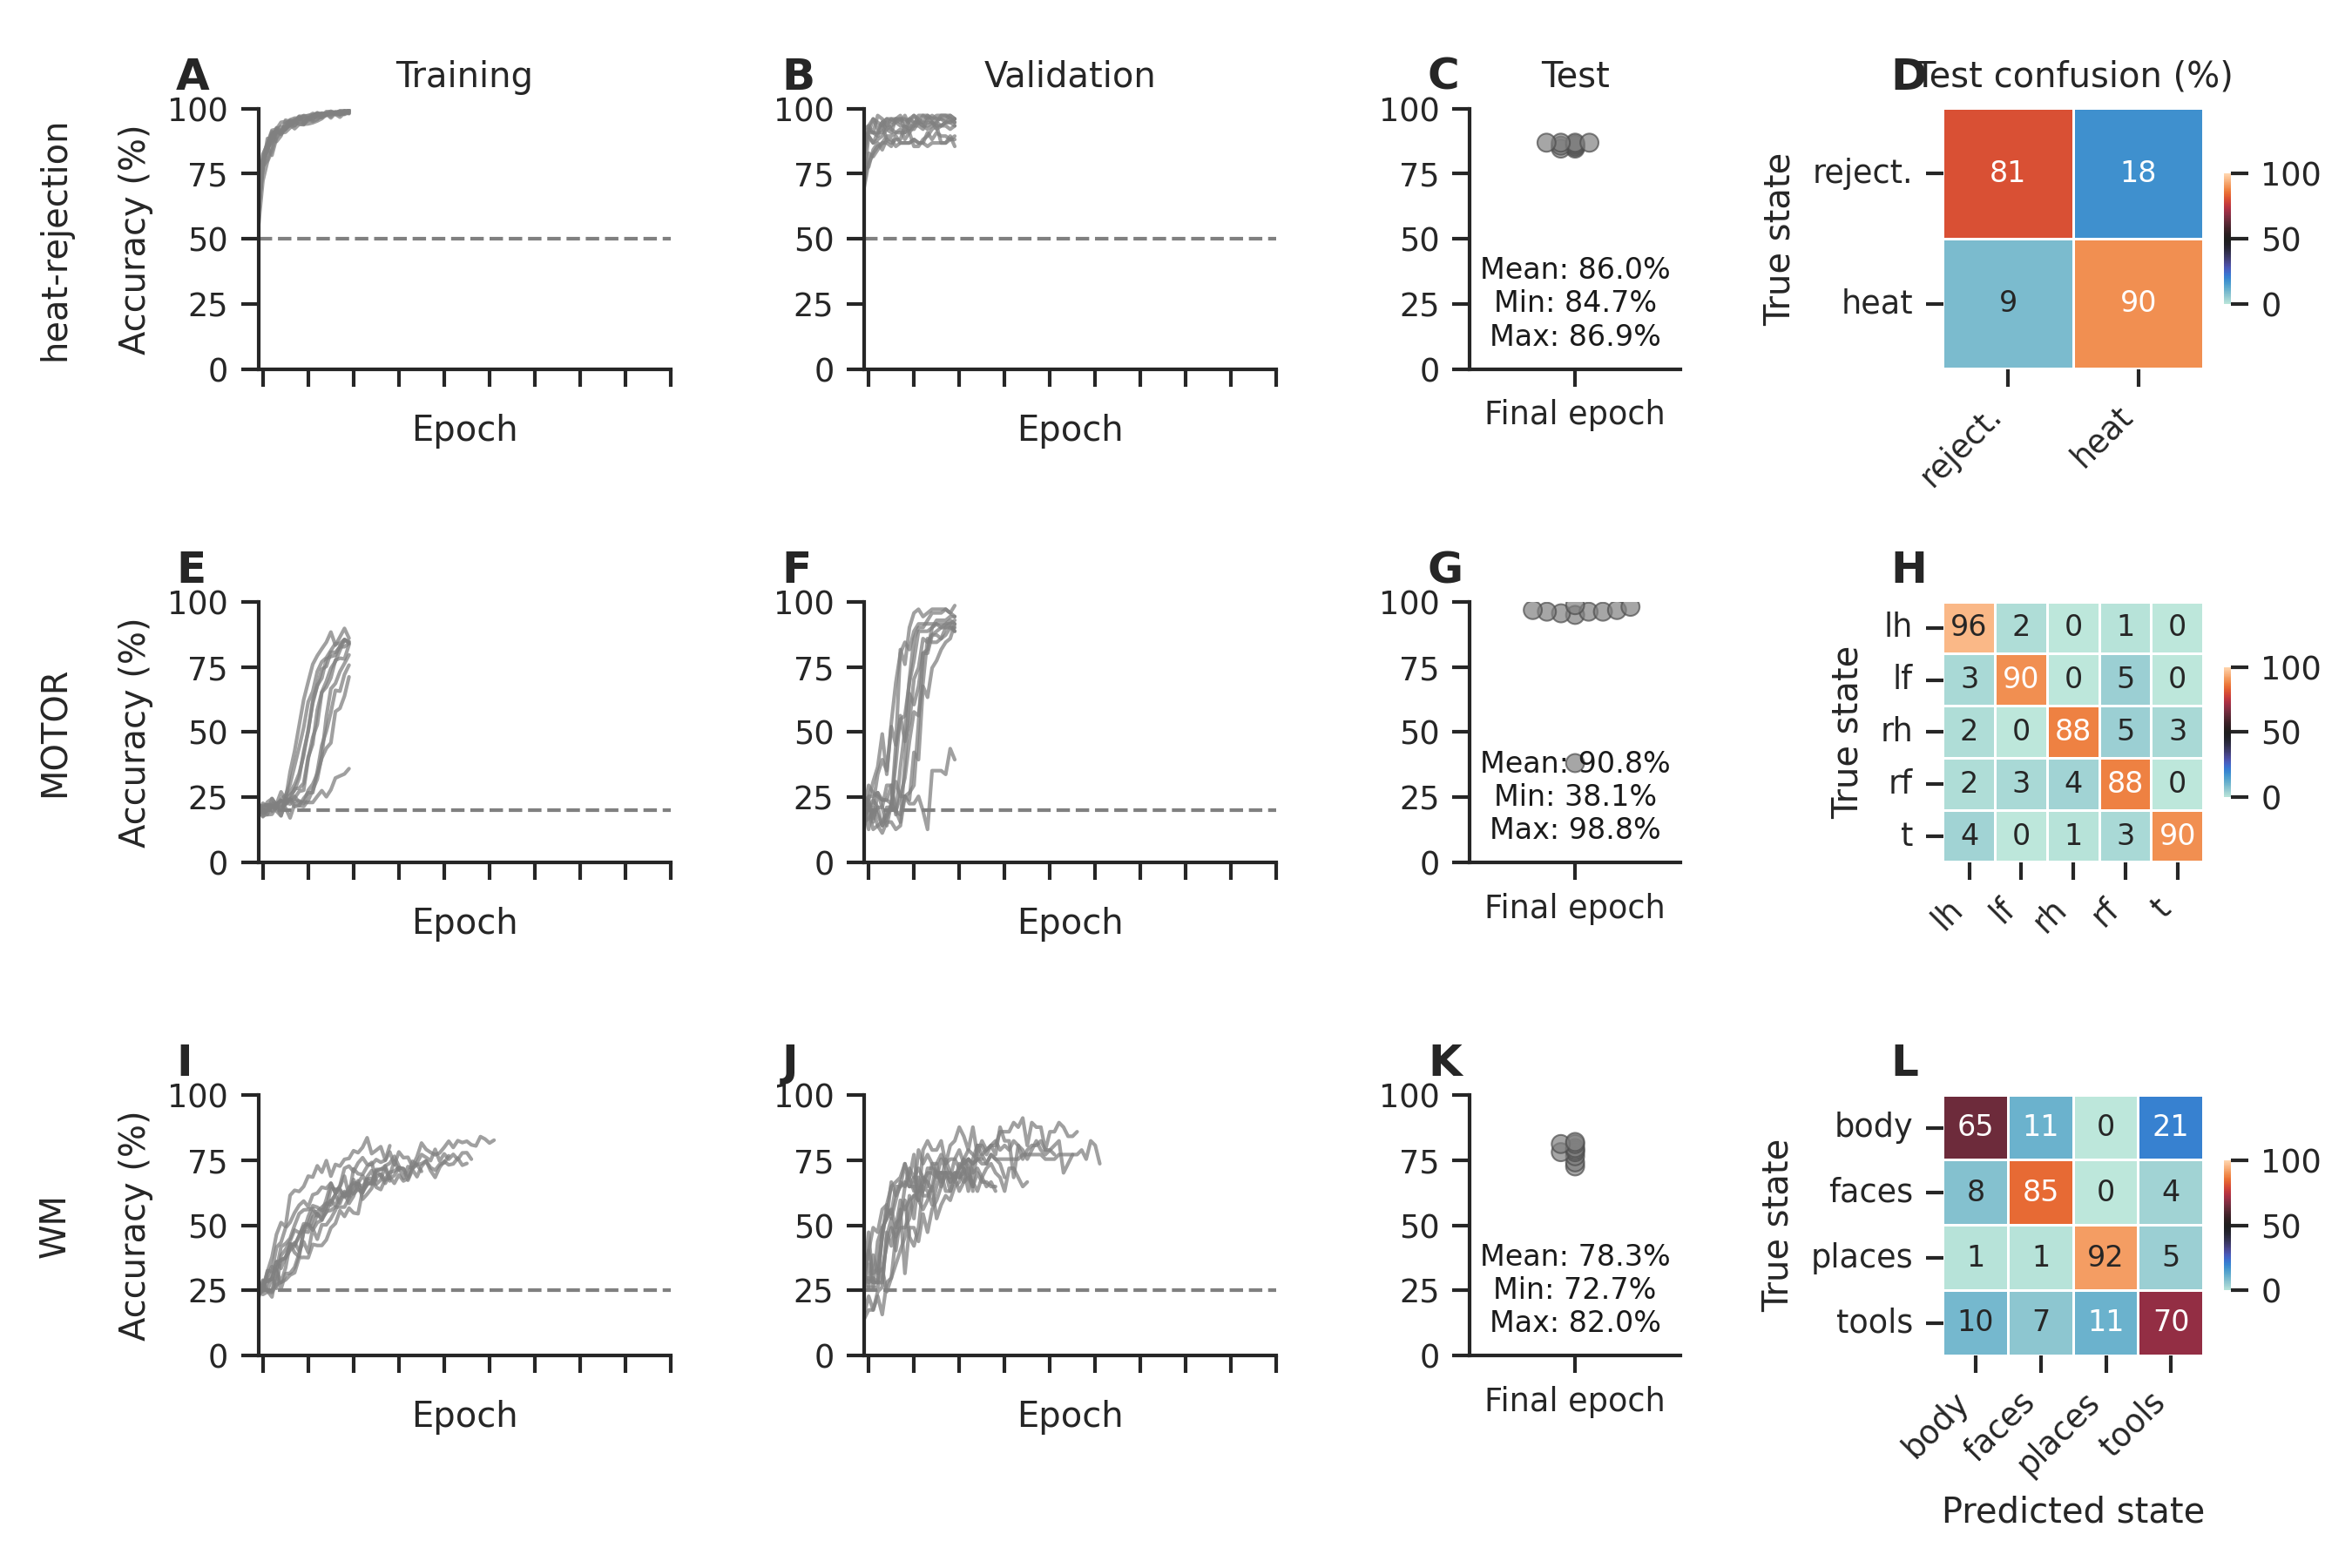 A
Training
B
Validation
C
Test
D
Test confusion (%)
heat-rejection
Accuracy (%)
100
75
50
25
0
Epoch
100
75
50
25
0
Epoch
100
75
50
25
0
Mean: 86.0%
Min: 84.7%
Max: 86.9%
Final epoch
True state
reject.
81
18
heat
9
90
reject.
heat
100
50
0
E
F
G
H
MOTOR
Accuracy (%)
100
75
50
25
0
Epoch
100
75
50
25
0
Epoch
100
75
50
25
0
Mean: 90.8%
Min: 38.1%
Max: 98.8%
Final epoch
True state
lh 96 2 0 1 0
lf 3 90 0 5 0
rh 2 0 88 5 3
rf 2 3 4 88 0
t 4 0 1 3 90
lh lf rh rf t
100
50
0
I
J
K
L
WM
Accuracy (%)
100
75
50
25
0
Epoch
100
75
50
25
0
Epoch
100
75
50
25
0
Mean: 78.3%
Min: 72.7%
Max: 82.0%
Final epoch
True state
body 65 11 0 21
faces 8 85 0 4
places 1 1 92 5
tools 10 7 11 70
body faces places tools
100
50
0
Predicted state